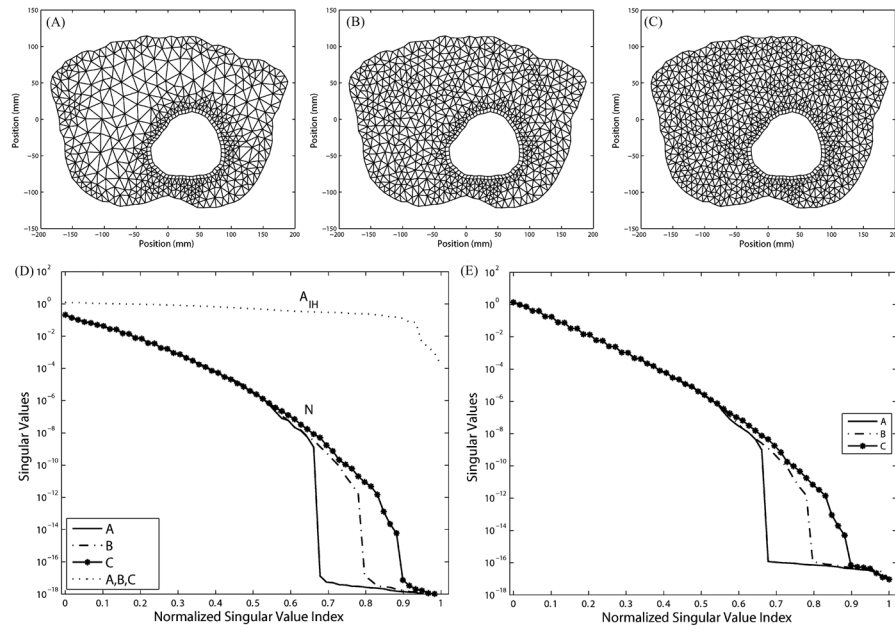 (A)
Position (mm)
150
100
50
0
−50
−100
−150
−200 −150 −100 −50 0 50 100 150 200
Position (mm)
(B)
Position (mm)
150
100
50
0
−50
−100
−150
−200 −150 −100 −50 0 50 100 150 200
Position (mm)
(C)
Position (mm)
150
100
50
0
−50
−100
−150
−200 −150 −100 −50 0 50 100 150 200
Position (mm)
(D)
Singular Values
10^2
10^0
10^-2
10^-4
10^-6
10^-8
10^-10
10^-12
10^-14
10^-16
10^-18
A_IH
N
A
B
C
A,B,C
0 0.1 0.2 0.3 0.4 0.5 0.6 0.7 0.8 0.9 1
Normalized Singular Value Index
(E)
Singular Values
10^2
10^0
10^-2
10^-4
10^-6
10^-8
10^-10
10^-12
10^-14
10^-16
10^-18
A
B
C
0 0.1 0.2 0.3 0.4 0.5 0.6 0.7 0.8 0.9 1
Normalized Singular Value Index